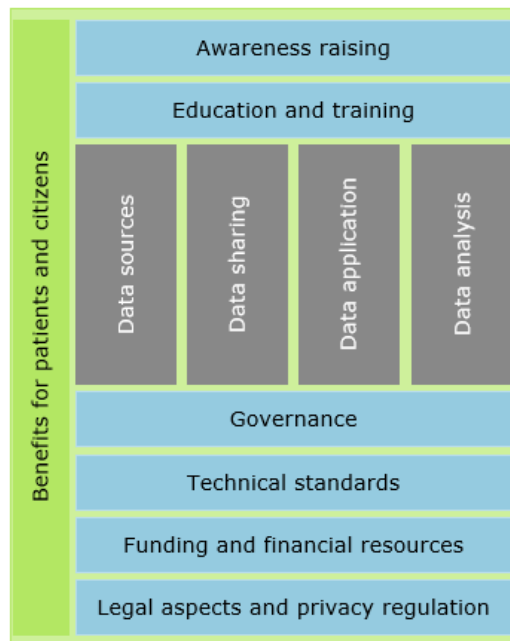 Benefits for patients and citizens
Awareness raising
Education and training
Data sources
Data sharing
Data application
Data analysis
Governance
Technical standards
Funding and financial resources
Legal aspects and privacy regulation